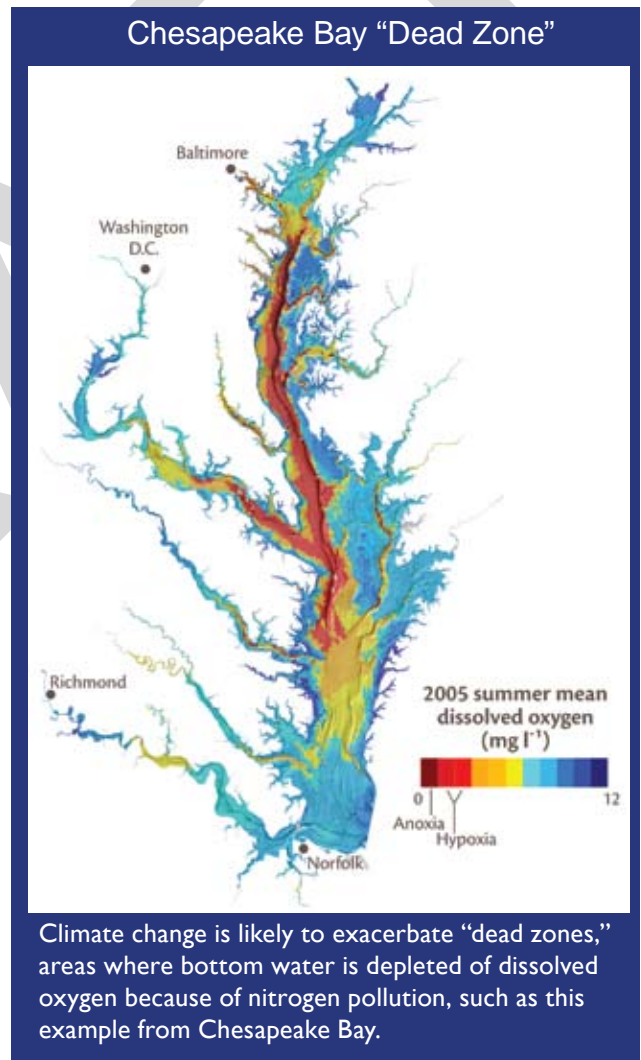 Chesapeake Bay “Dead Zone”
Baltimore
Washington
D.C.
Richmond
2005 summer mean
dissolved oxygen
(mg l⁻¹)
0
12
Anoxia
Hypoxia
Norfolk
Climate change is likely to exacerbate “dead zones,”
areas where bottom water is depleted of dissolved
oxygen because of nitrogen pollution, such as this
example from Chesapeake Bay.